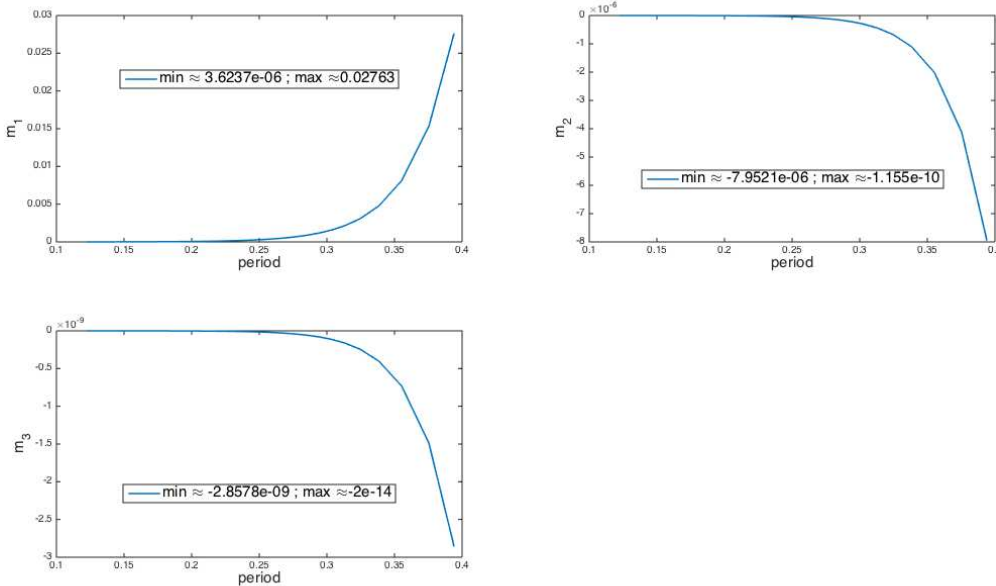 0.03
0.025
0.02
0.015
0.01
0.005
0
m1
min ≈ 3.6237e-06 ; max ≈0.02763
0.1 0.15 0.2 0.25 0.3 0.35 0.4
period
×10-6
0
-1
-2
-3
-4
-5
-6
-7
-8
m2
min ≈ -7.9521e-06 ; max ≈-1.155e-10
0.1 0.15 0.2 0.25 0.3 0.35 0.4
period
×10-9
0
-0.5
-1
-1.5
-2
-2.5
-3
m3
min ≈ -2.8578e-09 ; max ≈-2e-14
0.1 0.15 0.2 0.25 0.3 0.35 0.4
period